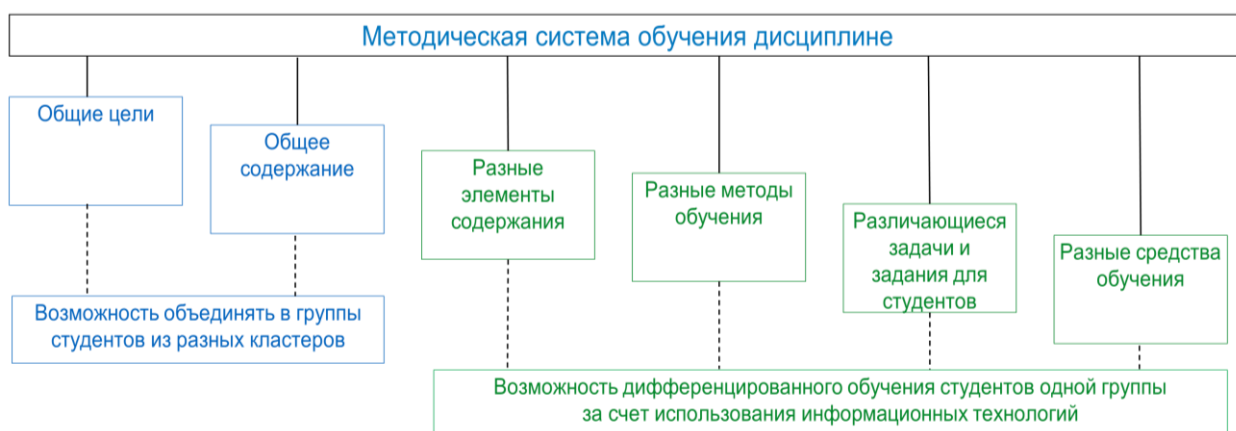 Методическая система обучения дисциплине
Общие цели
Общее
содержание
Разные
элементы
содержания
Разные методы
обучения
Различающиеся
задачи и
задания для
студентов
Разные средства
обучения
Возможность объединять в группы
студентов из разных кластеров
Возможность дифференцированного обучения студентов одной группы
за счет использования информационных технологий